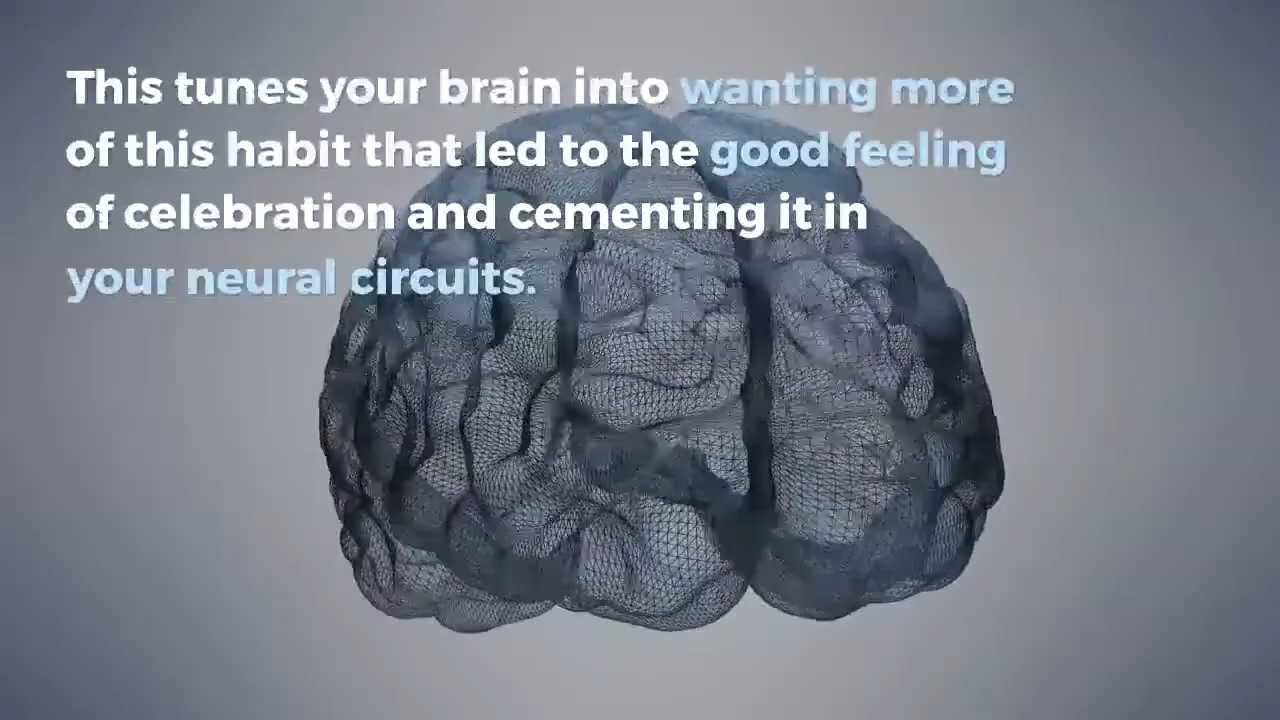 This tunes your brain into wanting more
of this habit that led to the good feeling
of celebration and cementing it in
your neural circuits.